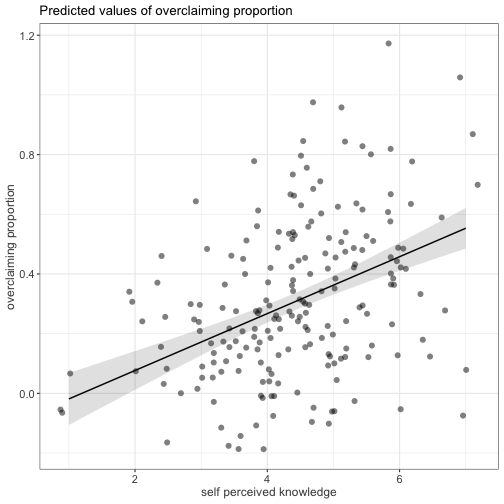 Predicted values of overclaiming proportion
1.2
0.8
0.4
0.0
overclaiming proportion
2
4
6
self perceived knowledge